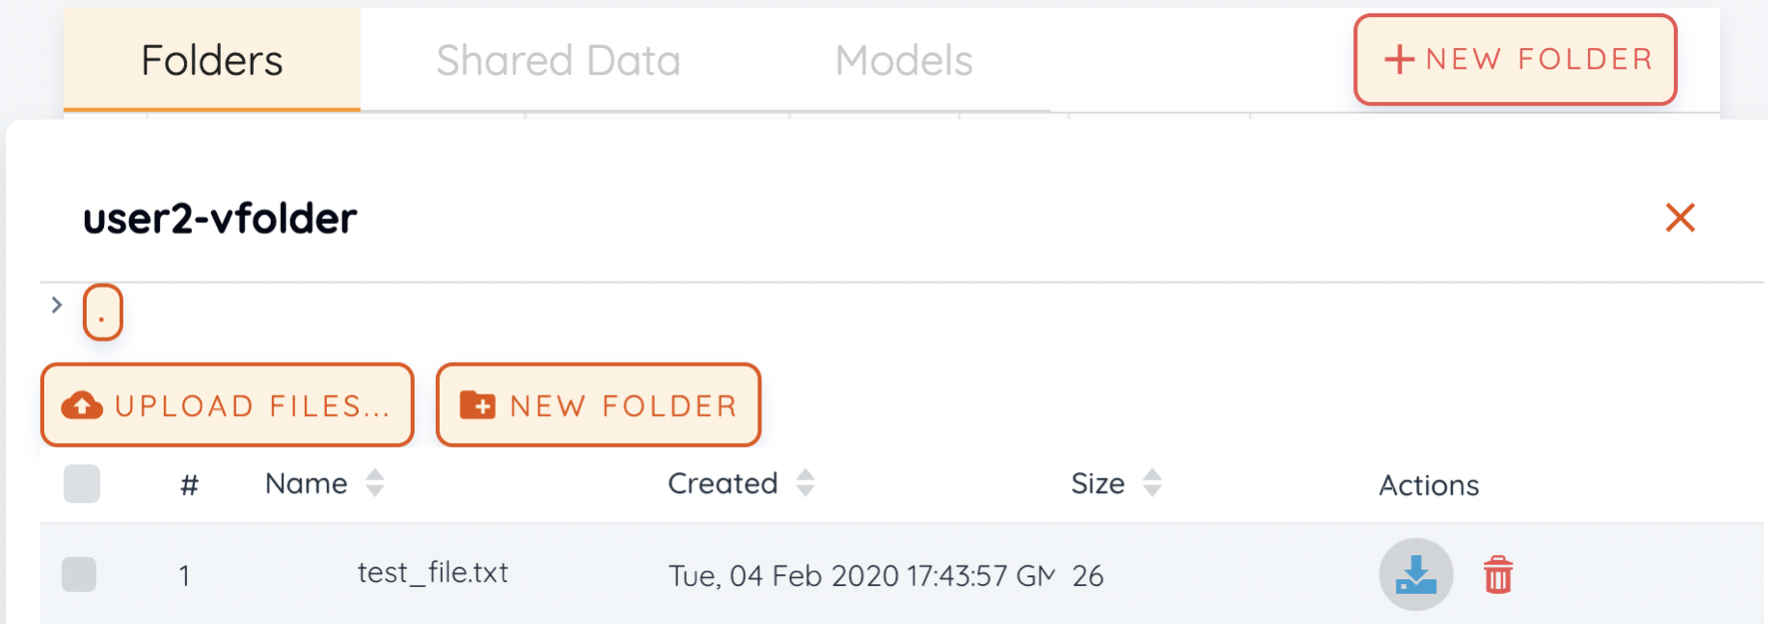 Folders Shared Data Models + NEW FOLDER
user2-vfolder
> .
UPLOAD FILES... NEW FOLDER
# Name Created Size Actions
1 test_file.txt Tue, 04 Feb 2020 17:43:57 26